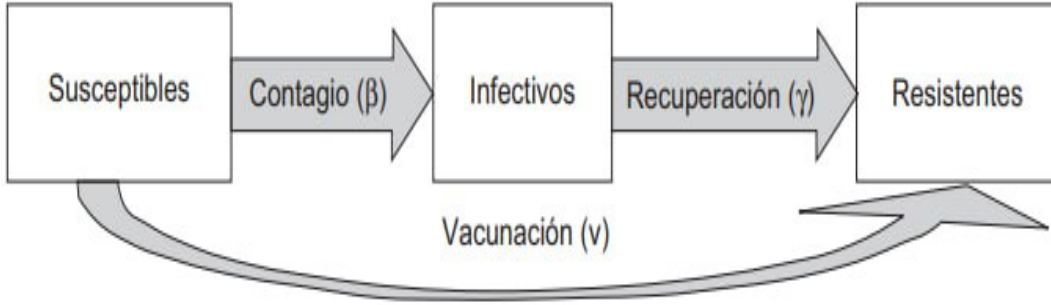 Susceptibles
Contagio (β)
Infectivos
Recuperación (γ)
Resistentes
Vacunación (v)